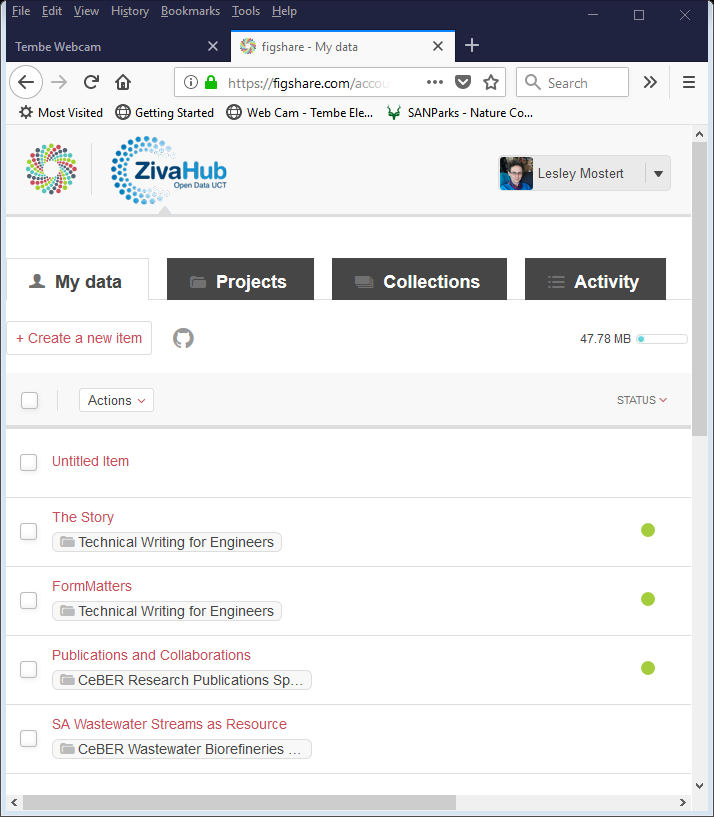 File Edit View History Bookmarks Tools Help
Tembe Webcam
figshare - My data
https://figshare.com/accou
Search
Most Visited Getting Started Web Cam - Tembe Ele... SANParks - Nature Co...
ZivaHub
Open Data UCT
Lesley Mostert
My data Projects Collections Activity
+ Create a new item
47.78 MB
Actions
STATUS
Untitled Item
The Story
Technical Writing for Engineers
FormMatters
Technical Writing for Engineers
Publications and Collaborations
CeBER Research Publications Sp...
SA Wastewater Streams as Resource
CeBER Wastewater Biorefineries ...